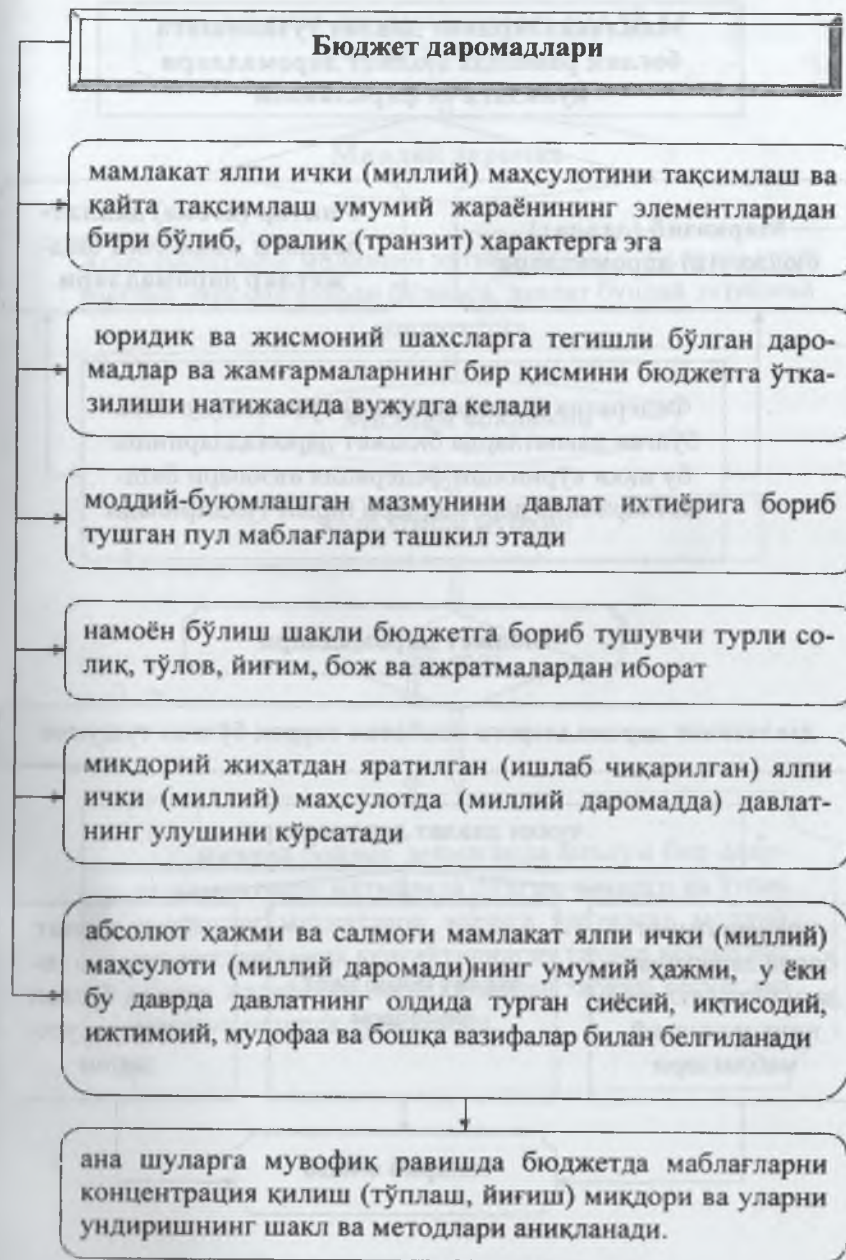 Бюджет даромадлари
мамлакат ялпи ички (миллий) маҳсулотини тақсимлаш ва
қайта тақсимлаш умумий жараёнининг элементларидан
бири бўлиб, оралиқ (транзит) характерга эга
юридик ва жисмоний шахсларга тегишли бўлган даро-
мадлар ва жамғармаларнинг бир қисмини бюджетга ўтка-
зилиши натижасида вужудга келади
моддий-буюмлашган мазмунини давлат ихтиёрига бориб
тушган пул маблағлари ташкил этади
намоён бўлиш шакли бюджетга бориб тушувчи турли со-
лиқ, тўлов, йиғим, бож ва ажратмалардан иборат
миқдорий жиҳатдан яратилган (ишлаб чиқарилган) ялпи
ички (миллий) маҳсулотда (миллий даромадда) давлат-
нинг улушини кўрсатади
абсолют ҳажми ва салмоғи мамлакат ялпи ички (миллий)
маҳсулоти (миллий даромади)нинг умумий ҳажми, у ёки
бу даврда давлатнинг олдида турган сиёсий, иқтисодий,
ижтимоий, мудофаа ва бошқа вазифалар билан белгиланади
ана шуларга мувофиқ равишда бюджетда маблағларни
концентрация қилиш (тўплаш, йиғиш) миқдори ва уларни
ундиришнинг шакл ва методлари аниқланади.